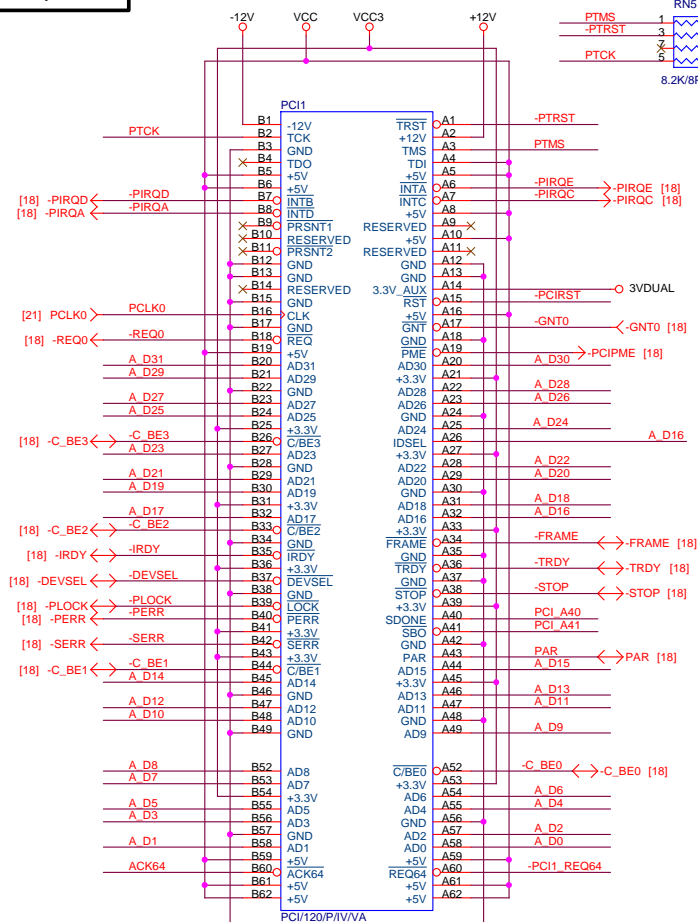 -12V VCC VCC3 +12V RN5
PTMS 1
-PTRST 3
7
PTCK 5
8.2K/8P
PCI1
B1 -12V TRST A1 -PTRST
PTCK B2 TCK +12V A2
B3 GND TMS A3 PTMS
B4 TDO TDI A4
B5 +5V +5V A5
B6 +5V INTA A6 -PIRQE -PIRQE [18]
[18] -PIRQD -PIRQD B7 INTB INTC A7 -PIRQC -PIRQC [18]
[18] -PIRQA -PIRQA B8 INTD +5V A8
B9 PRSNT1 RESERVED A9
B10 RESERVED +5V A10
B11 PRSNT2 RESERVED A11
B12 GND GND A12
B13 GND GND A13
B14 RESERVED 3.3V_AUX A14 3VDUAL
B15 GND RST A15 -PCIRST
[21] PCLK0 PCLK0 B16 CLK +5V A16
B17 GND GNT A17 -GNT0 -GNT0 [18]
[18] -REQ0 -REQ0 B18 REQ GND A18
B19 +5V PME A19 -PCIPME [18]
A_D31 B20 AD31 AD30 A20 A_D30
A_D29 B21 AD29 +3.3V A21
B22 GND AD28 A22 A_D28
A_D27 B23 AD27 AD26 A23 A_D26
A_D25 B24 AD25 GND A24
B25 +3.3V AD24 A25 A_D24
[18] -C_BE3 -C_BE3 B26 C/BE3 IDSEL A26 A_D16
A_D23 B27 AD23 +3.3V A27
B28 GND AD22 A28 A_D22
A_D21 B29 AD21 AD20 A29 A_D20
A_D19 B30 AD19 GND A30
B31 +3.3V AD18 A31 A_D18
A_D17 B32 AD17 AD16 A32 A_D16
[18] -C_BE2 -C_BE2 B33 C/BE2 +3.3V A33
B34 GND FRAME A34 -FRAME -FRAME [18]
[18] -IRDY -IRDY B35 IRDY GND A35
B36 +3.3V TRDY A36 -TRDY -TRDY [18]
[18] -DEVSEL -DEVSEL B37 DEVSEL GND A37
B38 GND STOP A38 -STOP -STOP [18]
[18] -PLOCK -PLOCK B39 LOCK +3.3V A39
[18] -PERR -PERR B40 PERR SDONE A40 PCI_A40
B41 +3.3V SBO A41 PCI_A41
[18] -SERR -SERR B42 SERR GND A42
B43 +3.3V PAR A43 PAR PAR [18]
[18] -C_BE1 -C_BE1 B44 C/BE1 AD15 A44 A_D15
A_D14 B45 AD14 +3.3V A45
B46 GND AD13 A46 A_D13
A_D12 B47 AD12 AD11 A47 A_D11
A_D10 B48 AD10 GND A48
B49 GND AD9 A49 A_D9
A_D8 B52 AD8 C/BE0 A52 -C_BE0 -C_BE0 [18]
A_D7 B53 AD7 +3.3V A53
B54 +3.3V AD6 A54 A_D6
A_D5 B55 AD5 AD4 A55 A_D4
A_D3 B56 AD3 GND A56
B57 GND AD2 A57 A_D2
A_D1 B58 AD1 AD0 A58 A_D0
B59 +5V +5V A59
ACK64 B60 ACK64 REQ64 A60 -PCI1_REQ64
B61 +5V +5V A61
B62 +5V +5V A62
PCI/120/P/IV/VA